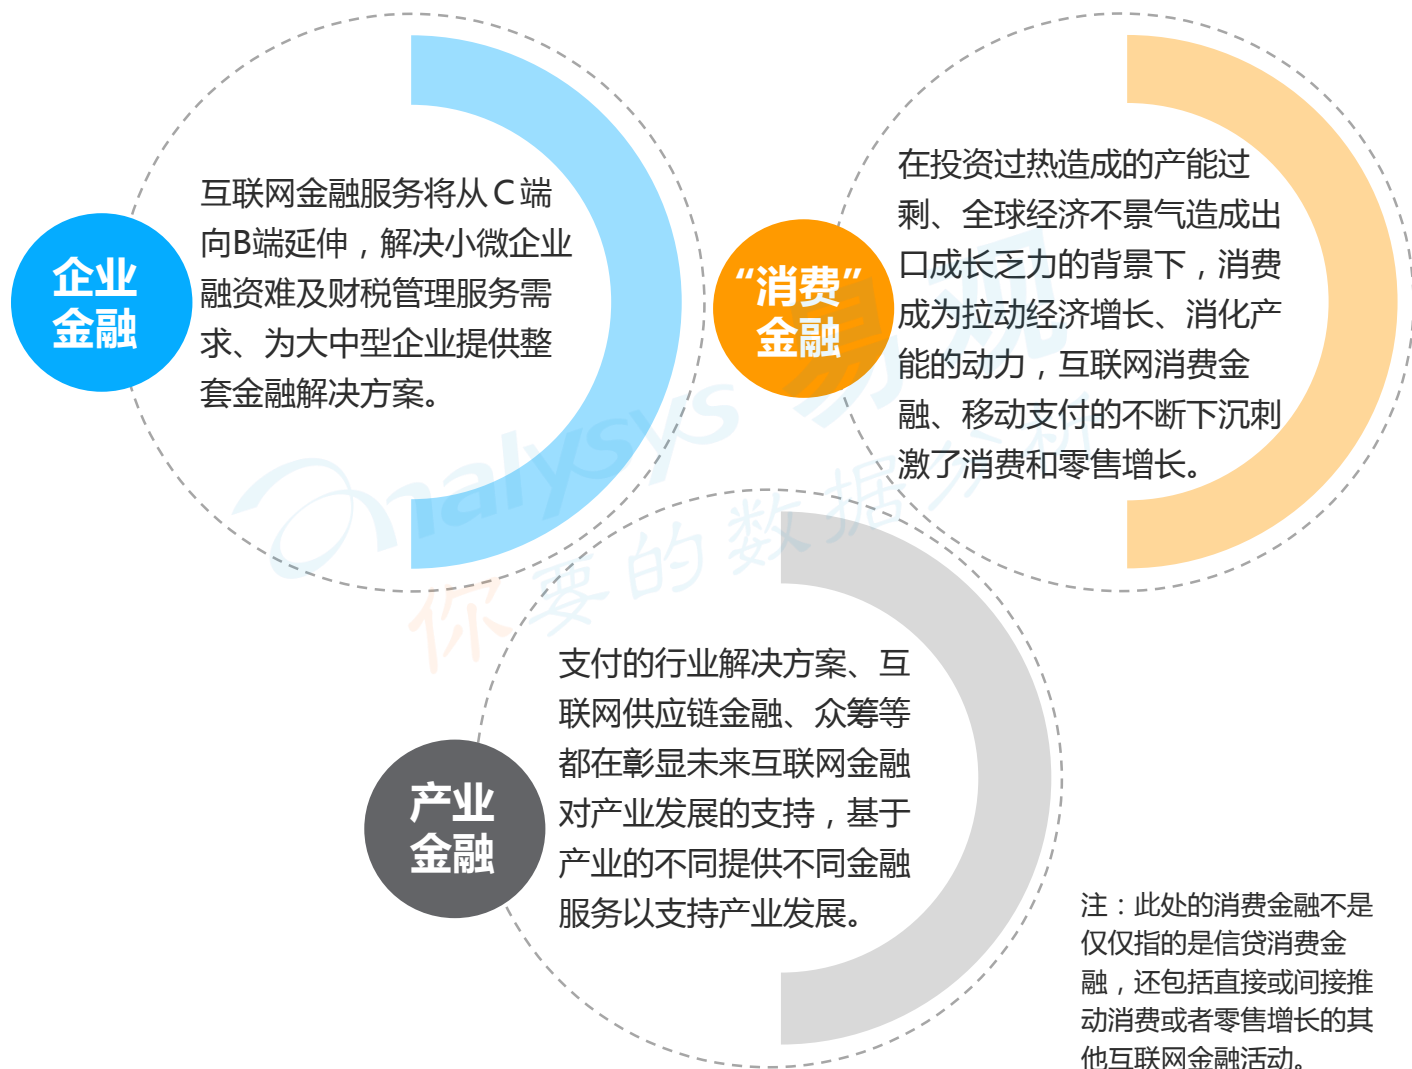 企业
金融
互联网金融服务将从C端
向B端延伸，解决小微企业
融资难及财税管理服务需
求、为大中型企业提供整
套金融解决方案。
“消费”
金融
在投资过热造成的产能过
剩、全球经济不景气造成出
口成长乏力的背景下，消费
成为拉动经济增长、消化产
能的动力，互联网消费金
融、移动支付的不断下沉刺
激了消费和零售增长。
analysys 易观
你要的数据分析
产业
金融
支付的行业解决方案、互
联网供应链金融、众筹等
都在彰显未来互联网金融
对产业发展的支持，基于
产业的不同提供不同金融
服务以支持产业发展。
注：此处的消费金融不是
仅仅指的是信贷消费金
融，还包括直接或间接推
动消费或者零售增长的其
他互联网金融活动。